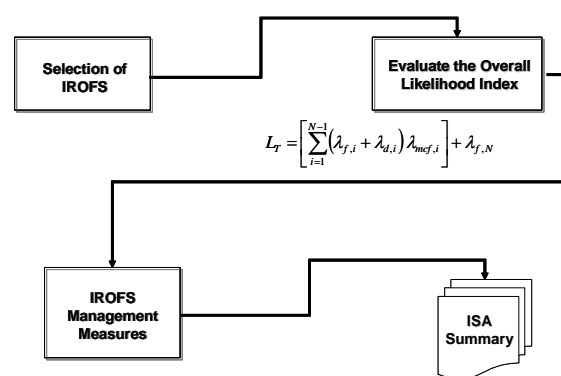 Selection of
IROFS
Evaluate the Overall
Likelihood Index
L_T = [ ∑_{i=1}^{N-1} (λ_{f,i} + λ_{d,i}) λ_{mcf,i} ] + λ_{f,N}
IROFS
Management
Measures
ISA
Summary